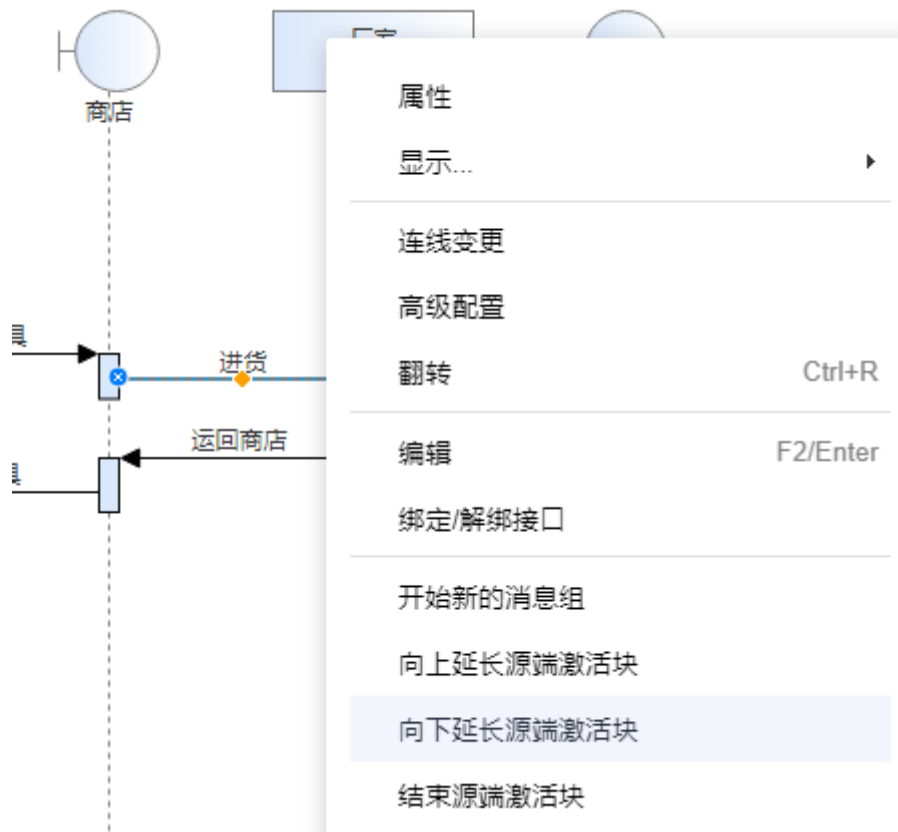 商店
属性
显示...
连线变更
高级配置
翻转 Ctrl+R
进货
运回商店
编辑 F2/Enter
绑定/解绑接口
开始新的消息组
向上延长源端激活块
向下延长源端激活块
结束源端激活块